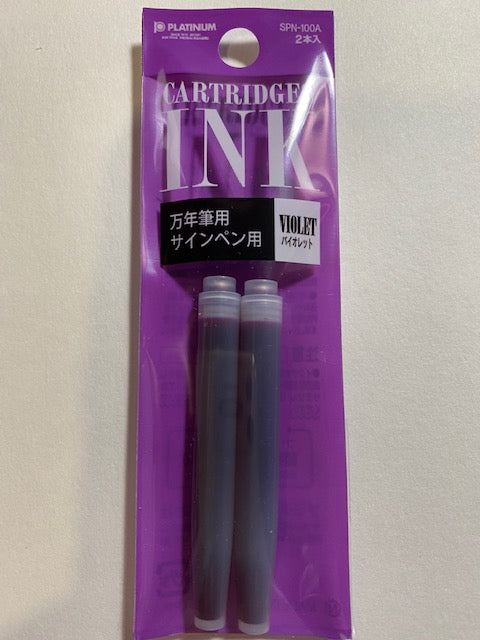 PLATINUM
SPN-100A
2本入
CARTRIDGE
INK
万年筆用
サインペン用
VIOLET
バイオレット